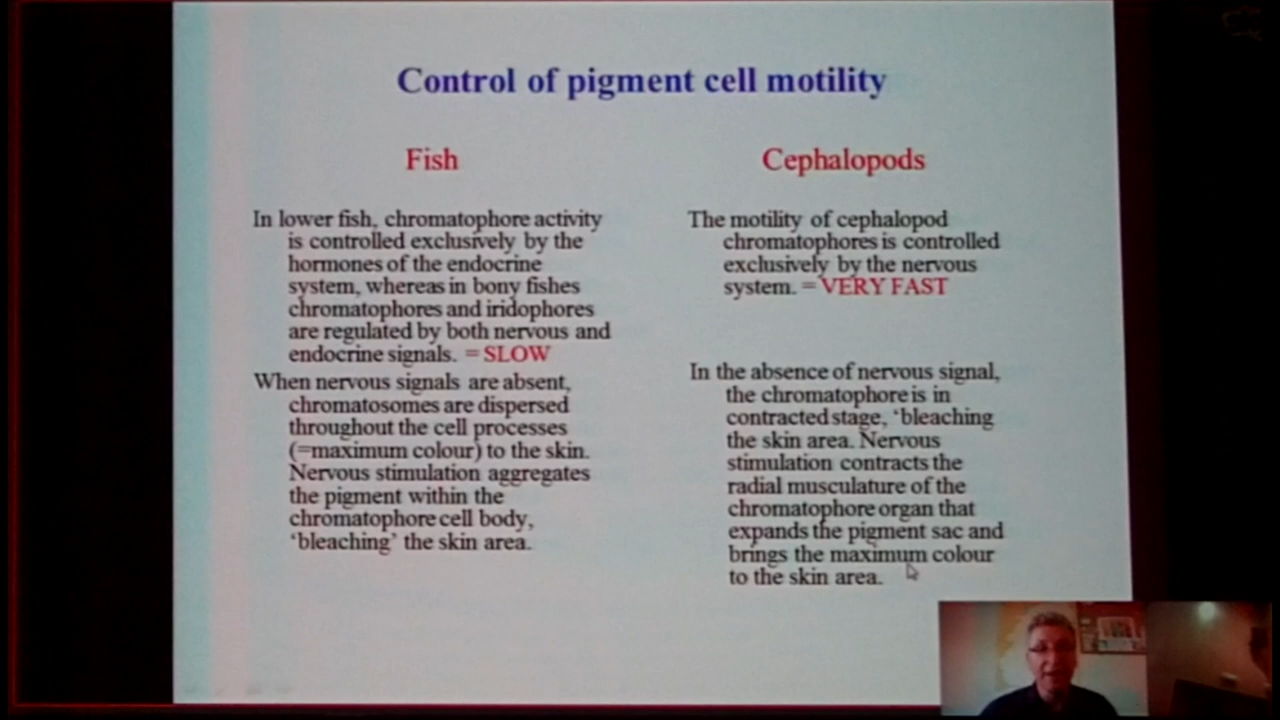 Control of pigment cell motility
Fish
In lower fish, chromatophore activity
is controlled exclusively by the
hormones of the endocrine
system, whereas in bony fishes
chromatophores and iridophores
are regulated by both nervous and
endocrine signals. = SLOW
When nervous signals are absent,
chromatosomes are dispersed
throughout the cell processes
(=maximum colour) to the skin.
Nervous stimulation aggregates
the pigment within the
chromatophore cell body,
‘bleaching’ the skin area.
Cephalopods
The motility of cephalopod
chromatophores is controlled
exclusively by the nervous
system. = VERY FAST
In the absence of nervous signal,
the chromatophore is in
contracted stage, ‘bleaching
the skin area. Nervous
stimulation contracts the
radial musculature of the
chromatophore organ that
expands the pigment sac and
brings the maximum colour
to the skin area.